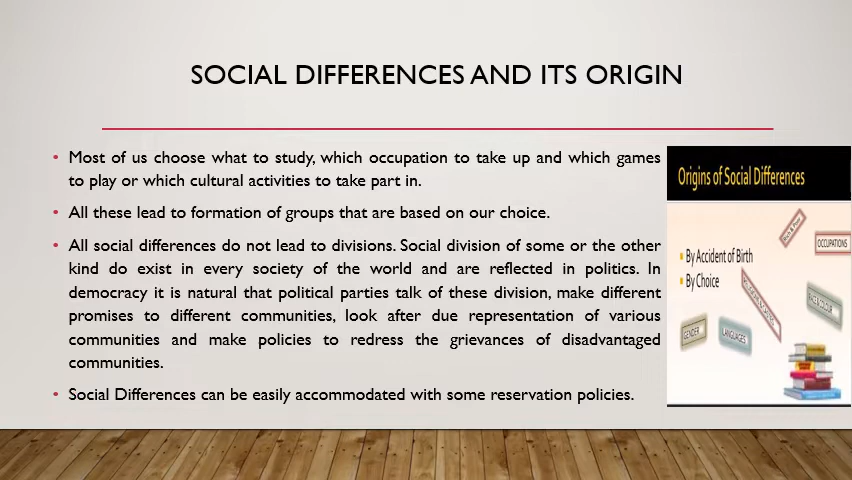 SOCIAL DIFFERENCES AND ITS ORIGIN
• Most of us choose what to study, which occupation to take up and which games
to play or which cultural activities to take part in.
• All these lead to formation of groups that are based on our choice.
• All social differences do not lead to divisions. Social division of some or the other
kind do exist in every society of the world and are reflected in politics. In
democracy it is natural that political parties talk of these division, make different
promises to different communities, look after due representation of various
communities and make policies to redress the grievances of disadvantaged
communities.
• Social Differences can be easily accommodated with some reservation policies.
Origins of Social Differences
By Accident of Birth
By Choice
OCCUPATIONS
GENDER
LANGUAGES